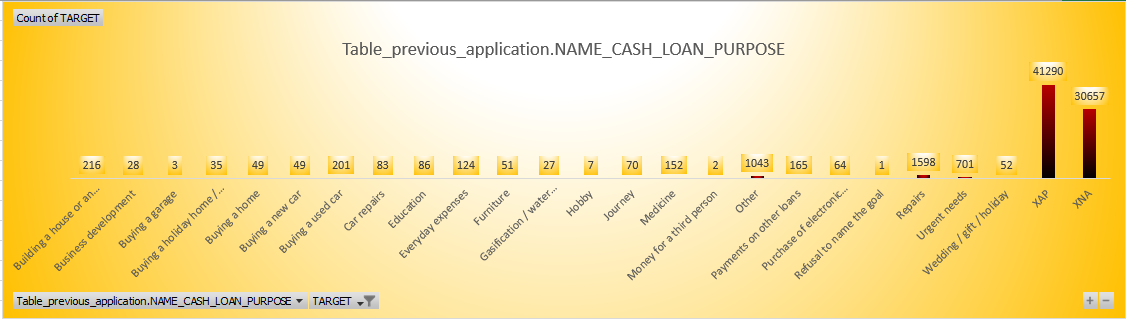 Count of TARGET
Table_previous_application.NAME_CASH_LOAN_PURPOSE
41290
30657
216 28 3 35 49 49 201 83 86 124 51 27 7 70 152 2 1043 165 64 1 1598 701 52
Building a house or an…
Business development
Buying a garage
Buying a holiday home /…
Buying a home
Buying a new car
Buying a used car
Car repairs
Education
Everyday expenses
Furniture
Gasification / water…
Hobby
Journey
Medicine
Money for a third person
Other
Payments on other loans
Purchase of electronic…
Refusal to name the goal
Repairs
Urgent needs
Wedding / gift / holiday
XAP
XNA
Table_previous_application.NAME_CASH_LOAN_PURPOSE TARGET
+ −